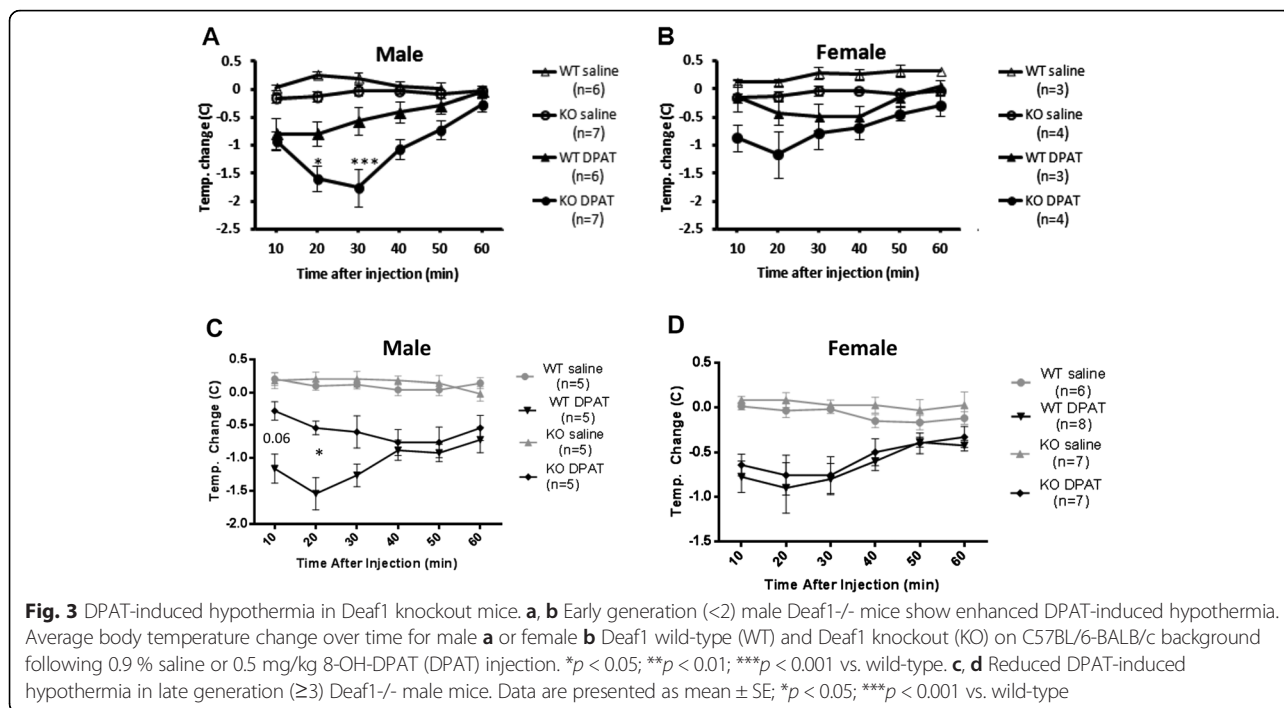 A
Male
0.5
0
-0.5
-1
-1.5
-2
-2.5
Temp. change (C)
*
***
10 20 30 40 50 60
Time after injection (min)
WT saline
(n=6)
KO saline
(n=7)
WT DPAT
(n=6)
KO DPAT
(n=7)
B
Female
0.5
0
-0.5
-1
-1.5
-2
-2.5
Temp. change (C)
10 20 30 40 50 60
Time after injection (min)
WT saline
(n=3)
KO saline
(n=4)
WT DPAT
(n=3)
KO DPAT
(n=4)
C
Male
0.5
0.0
-0.5
-1.0
-1.5
-2.0
Temp. Change (C)
0.06
*
10 20 30 40 50 60
Time After Injection (min)
WT saline
(n=5)
WT DPAT
(n=5)
KO saline
(n=5)
KO DPAT
(n=5)
D
Female
0.5
0.0
-0.5
-1.0
-1.5
Temp. Change (C)
10 20 30 40 50 60
Time After Injection (min)
WT saline
(n=6)
WT DPAT
(n=8)
KO saline
(n=7)
KO DPAT
(n=7)
Fig. 3 DPAT-induced hypothermia in Deaf1 knockout mice. a, b Early generation (<2) male Deaf1-/- mice show enhanced DPAT-induced hypothermia.
Average body temperature change over time for male a or female b Deaf1 wild-type (WT) and Deaf1 knockout (KO) on C57BL/6-BALB/c background
following 0.9 % saline or 0.5 mg/kg 8-OH-DPAT (DPAT) injection. *p < 0.05; **p < 0.01; ***p < 0.001 vs. wild-type. c, d Reduced DPAT-induced
hypothermia in late generation (≥3) Deaf1-/- male mice. Data are presented as mean ± SE; *p < 0.05; ***p < 0.001 vs. wild-type